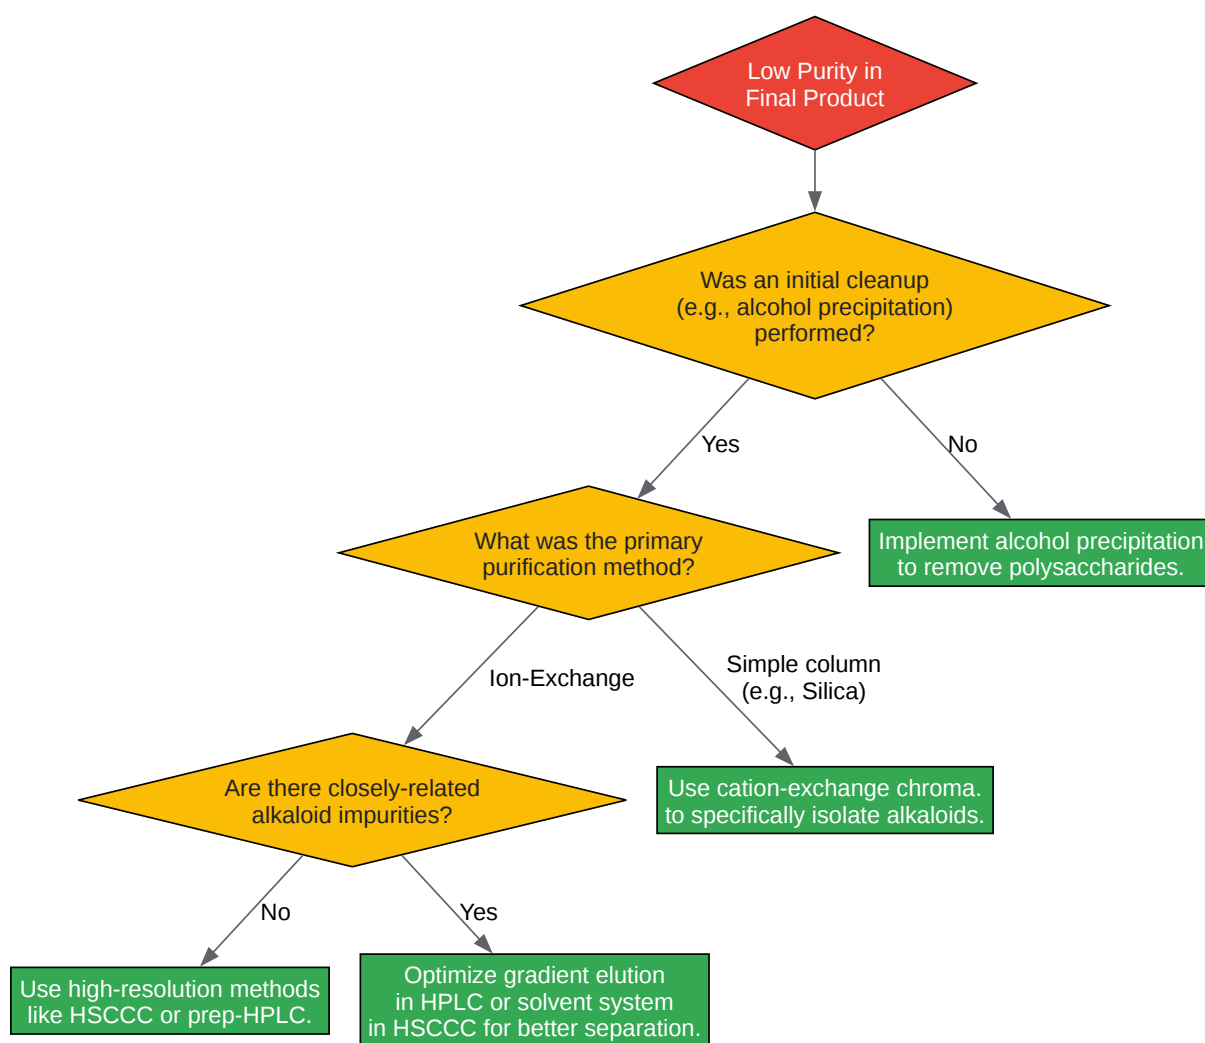 Low Purity in
Final Product
Was an initial cleanup
(e.g., alcohol precipitation)
performed?
Yes
No
What was the primary
purification method?
Implement alcohol precipitation
to remove polysaccharides.
Ion-Exchange
Simple column
(e.g., Silica)
Are there closely-related
alkaloid impurities?
Use cation-exchange chroma.
to specifically isolate alkaloids.
No
Yes
Use high-resolution methods
like HSCCC or prep-HPLC.
Optimize gradient elution
in HPLC or solvent system
in HSCCC for better separation.